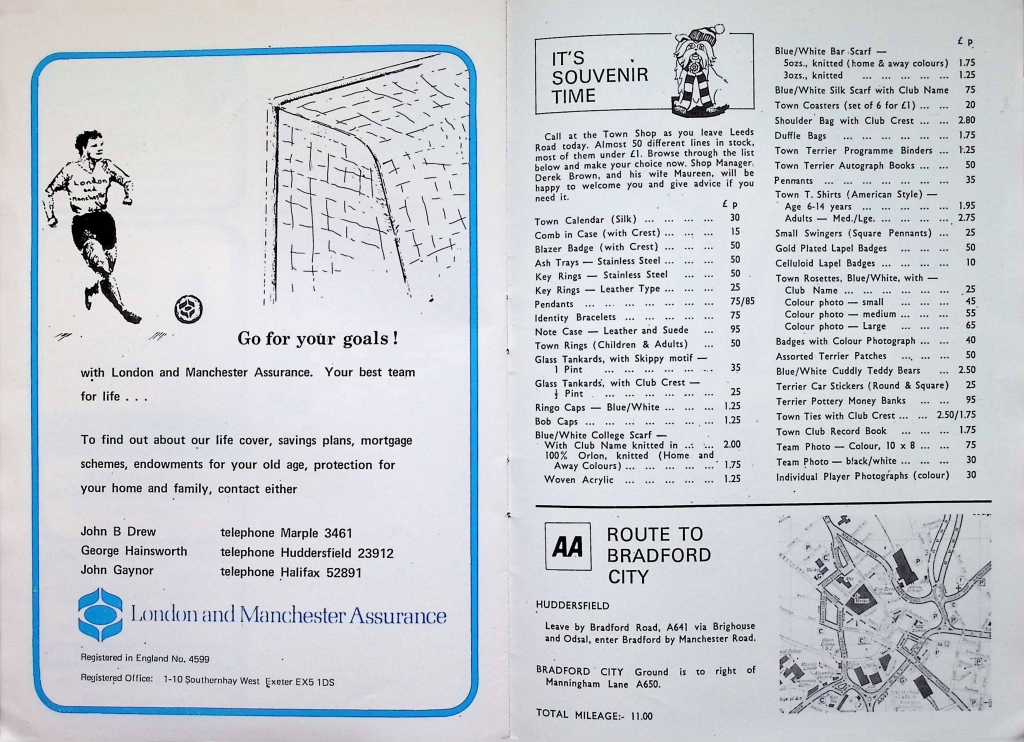 London
and
Manchester
Go for your goals !
with London and Manchester Assurance. Your best team
for life . . .
To find out about our life cover, savings plans, mortgage
schemes, endowments for your old age, protection for
your home and family, contact either
John B Drew telephone Marple 3461
George Hainsworth telephone Huddersfield 23912
John Gaynor telephone Halifax 52891
London and Manchester Assurance
Registered in England No. 4599
Registered Office: 1-10 Southernhay West Exeter EX5 1DS
IT'S
SOUVENIR
TIME
Call at the Town Shop as you leave Leeds
Road today. Almost 50 different lines in stock,
most of them under £1. Browse through the list
below and make your choice now. Shop Manager,
Derek Brown, and his wife Maureen, will be
happy to welcome you and give advice if you
need it.
£ p
Town Calendar (Silk) ... ... ... ... 30
Comb in Case (with Crest) ... ... ... 15
Blazer Badge (with Crest) ... ... ... 50
Ash Trays — Stainless Steel ... ... ... 50
Key Rings — Stainless Steel ... ... 50
Key Rings — Leather Type ... ... ... 25
Pendants ... ... ... ... ... ... ... 75/85
Identity Bracelets ... ... ... ... ... 75
Note Case — Leather and Suede ... 95
Town Rings (Children & Adults) ... 50
Glass Tankards, with Skippy motif —
1 Pint ... ... ... ... ... ... 35
Glass Tankards, with Club Crest —
½ Pint ... ... ... ... ... ... 25
Ringo Caps — Blue/White ... ... ... 1.25
Bob Caps ... ... ... ... ... ... ... 1.25
Blue/White College Scarf —
With Club Name knitted in ... ... 2.00
100% Orlon, knitted (Home and
Away Colours) ... ... ... ... ... 1.75
Woven Acrylic ... ... ... ... ... 1.25
£ p
Blue/White Bar Scarf —
5ozs., knitted (home & away colours) 1.75
3ozs., knitted ... ... ... ... ... 1.25
Blue/White Silk Scarf with Club Name 75
Town Coasters (set of 6 for £1) ... ... 20
Shoulder Bag with Club Crest ... ... 2.80
Duffle Bags ... ... ... ... ... ... 1.75
Town Terrier Programme Binders ... 1.25
Town Terrier Autograph Books ... ... 50
Pennants ... ... ... ... ... ... ... 35
Town T. Shirts (American Style) —
Age 6-14 years ... ... ... ... ... 1.95
Adults — Med./Lge. ... ... ... ... 2.75
Small Swingers (Square Pennants) ... 25
Gold Plated Lapel Badges ... ... ... 50
Celluloid Lapel Badges ... ... ... ... 10
Town Rosettes, Blue/White, with —
Club Name ... ... ... ... ... ... 25
Colour photo — small ... ... ... 45
Colour photo — medium ... ... ... 55
Colour photo — Large ... ... ... 65
Badges with Colour Photograph ... ... 40
Assorted Terrier Patches ... ... ... 50
Blue/White Cuddly Teddy Bears ... 2.50
Terrier Car Stickers (Round & Square) 25
Terrier Pottery Money Banks ... ... 95
Town Ties with Club Crest ... ... 2.50/1.75
Town Club Record Book ... ... ... 1.75
Team Photo — Colour, 10 x 8 ... ... 75
Team Photo — black/white ... ... ... 30
Individual Player Photographs (colour) 30
AA
ROUTE TO
BRADFORD
CITY
HUDDERSFIELD
Leave by Bradford Road, A641 via Brighouse
and Odsal, enter Bradford by Manchester Road.
BRADFORD CITY Ground is to right of
Manningham Lane A650.
TOTAL MILEAGE:- 11.00